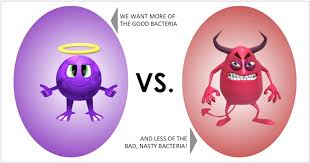 WE WANT MORE OF
THE GOOD BACTERIA
VS.
AND LESS OF THE
BAD, NASTY BACTERIA!